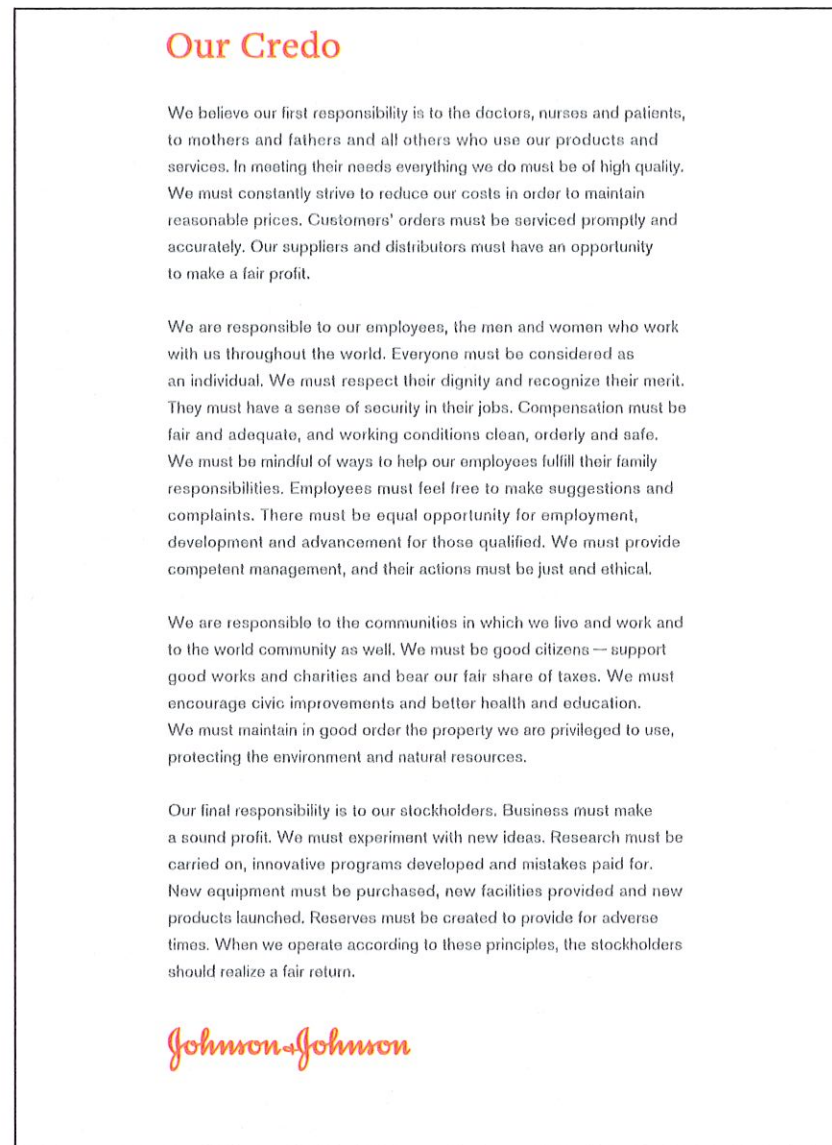 Our Credo
We believe our first responsibility is to the doctors, nurses and patients,
to mothers and fathers and all others who use our products and
services. In meeting their needs everything we do must be of high quality.
We must constantly strive to reduce our costs in order to maintain
reasonable prices. Customers' orders must be serviced promptly and
accurately. Our suppliers and distributors must have an opportunity
to make a fair profit.
We are responsible to our employees, the men and women who work
with us throughout the world. Everyone must be considered as
an individual. We must respect their dignity and recognize their merit.
They must have a sense of security in their jobs. Compensation must be
fair and adequate, and working conditions clean, orderly and safe.
We must be mindful of ways to help our employees fulfill their family
responsibilities. Employees must feel free to make suggestions and
complaints. There must be equal opportunity for employment,
development and advancement for those qualified. We must provide
competent management, and their actions must be just and ethical.
We are responsible to the communities in which we live and work and
to the world community as well. We must be good citizens — support
good works and charities and bear our fair share of taxes. We must
encourage civic improvements and better health and education.
We must maintain in good order the property we are privileged to use,
protecting the environment and natural resources.
Our final responsibility is to our stockholders. Business must make
a sound profit. We must experiment with new ideas. Research must be
carried on, innovative programs developed and mistakes paid for.
New equipment must be purchased, new facilities provided and new
products launched. Reserves must be created to provide for adverse
times. When we operate according to these principles, the stockholders
should realize a fair return.
Johnson & Johnson